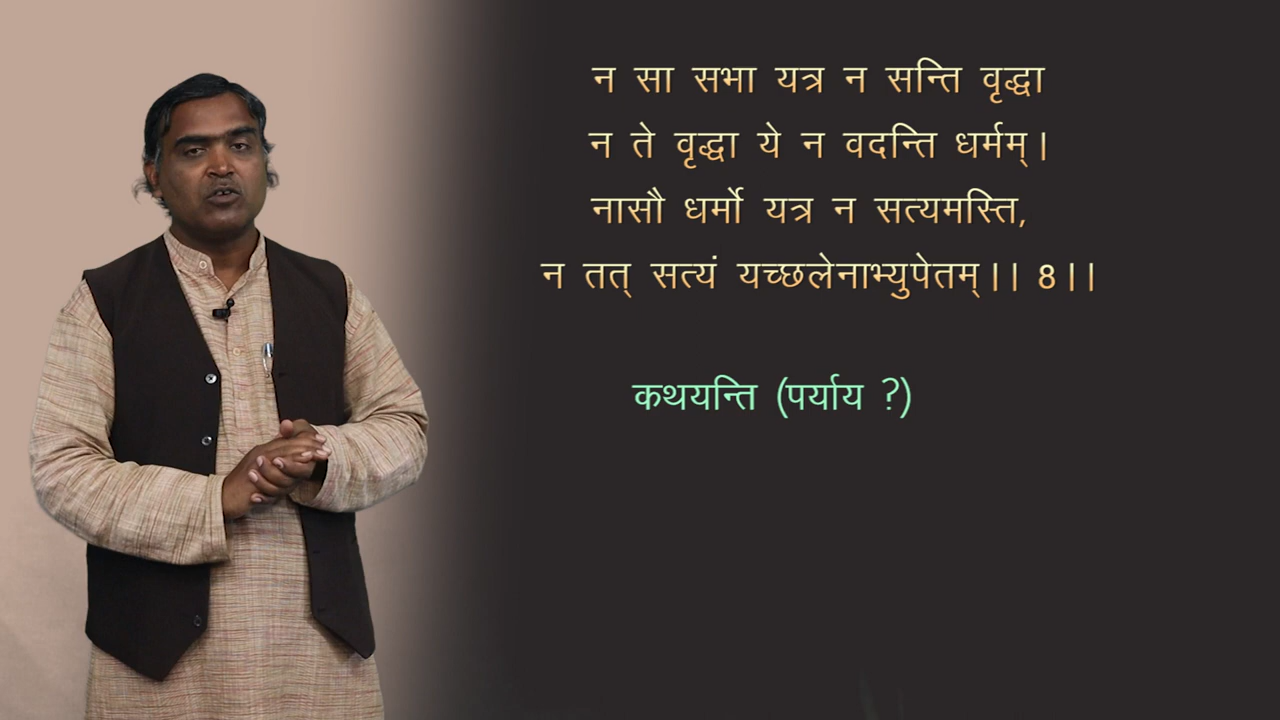 न सा सभा यत्र न सन्ति वृद्धा
न ते वृद्धा ये न वदन्ति धर्मम्।
नासौ धर्मो यत्र न सत्यमस्ति,
न तत् सत्यं यच्छलेनाभ्युपेतम्।। 8।।
कथयन्ति (पर्याय ?)